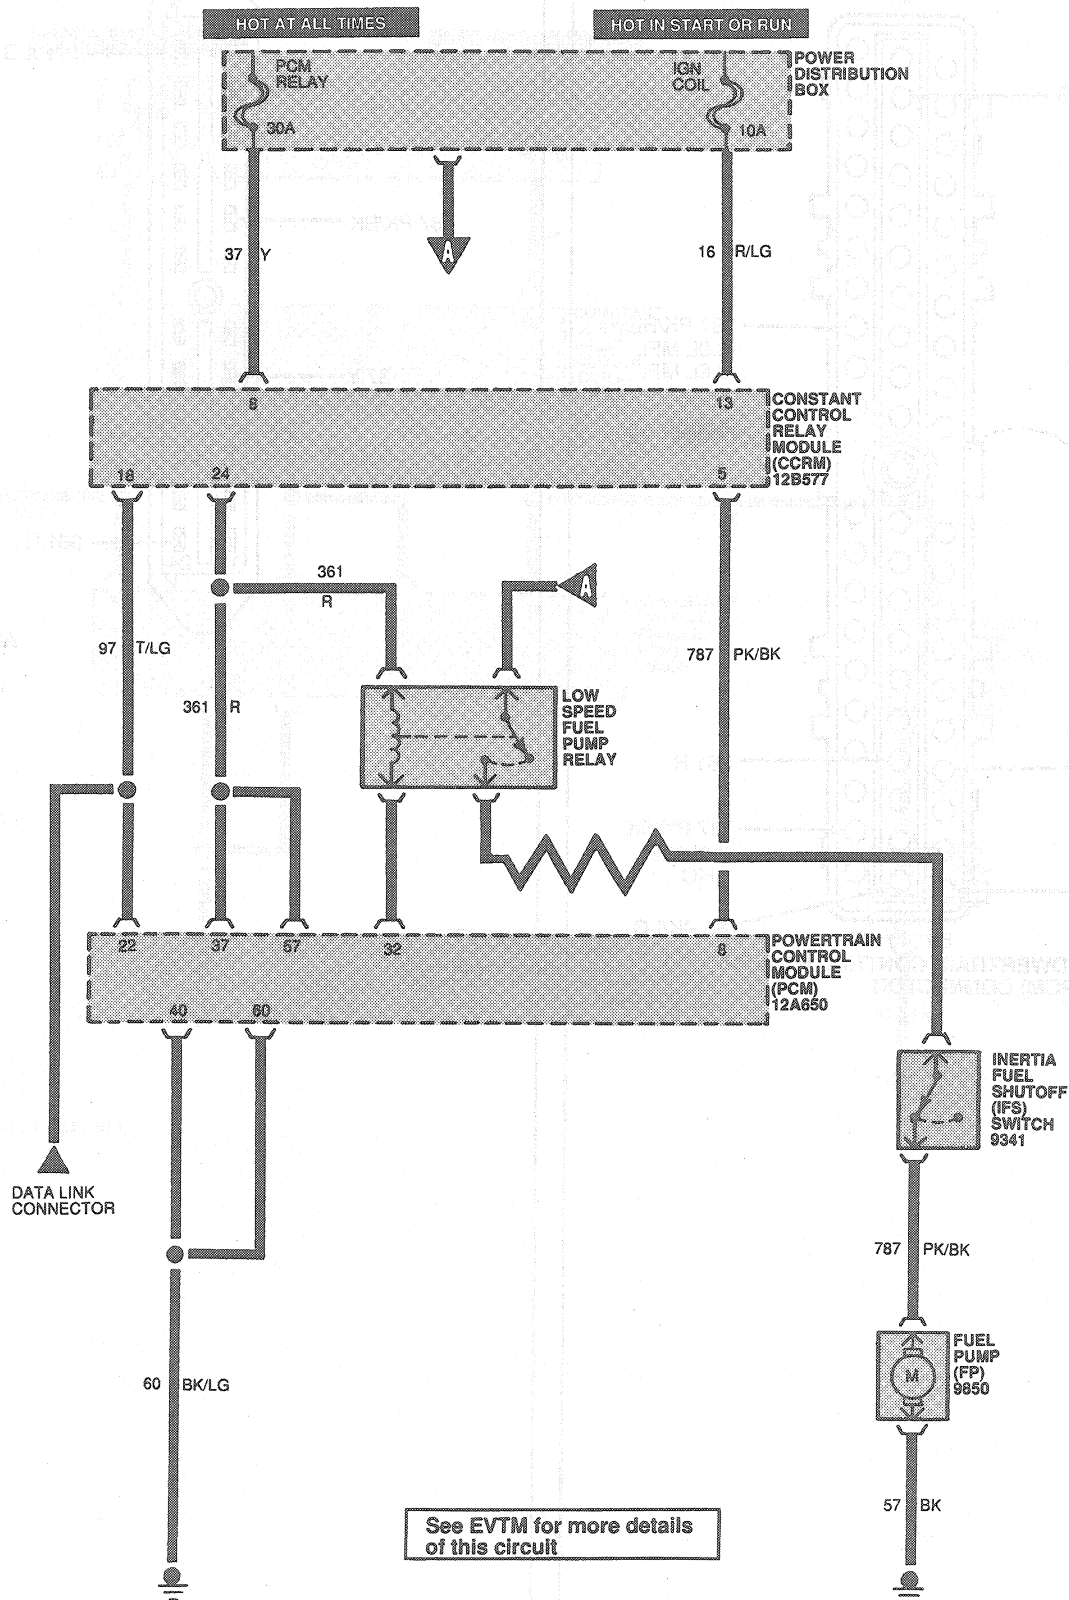 HOT AT ALL TIMES
HOT IN START OR RUN
PCM
RELAY
30A
IGN
COIL
10A
POWER
DISTRIBUTION
BOX
A
37 Y
16 R/LG
6
13
CONSTANT
CONTROL
RELAY
MODULE
(CCRM)
12B577
18
24
5
361
R
A
97 T/LG
361 R
787 PK/BK
LOW
SPEED
FUEL
PUMP
RELAY
22
37
57
32
8
POWERTRAIN
CONTROL
MODULE
(PCM)
12A650
40
60
INERTIA
FUEL
SHUTOFF
(IFS)
SWITCH
9341
DATA LINK
CONNECTOR
787 PK/BK
FUEL
PUMP
(FP)
9350
M
60 BK/LG
57 BK
See EVTM for more details
of this circuit